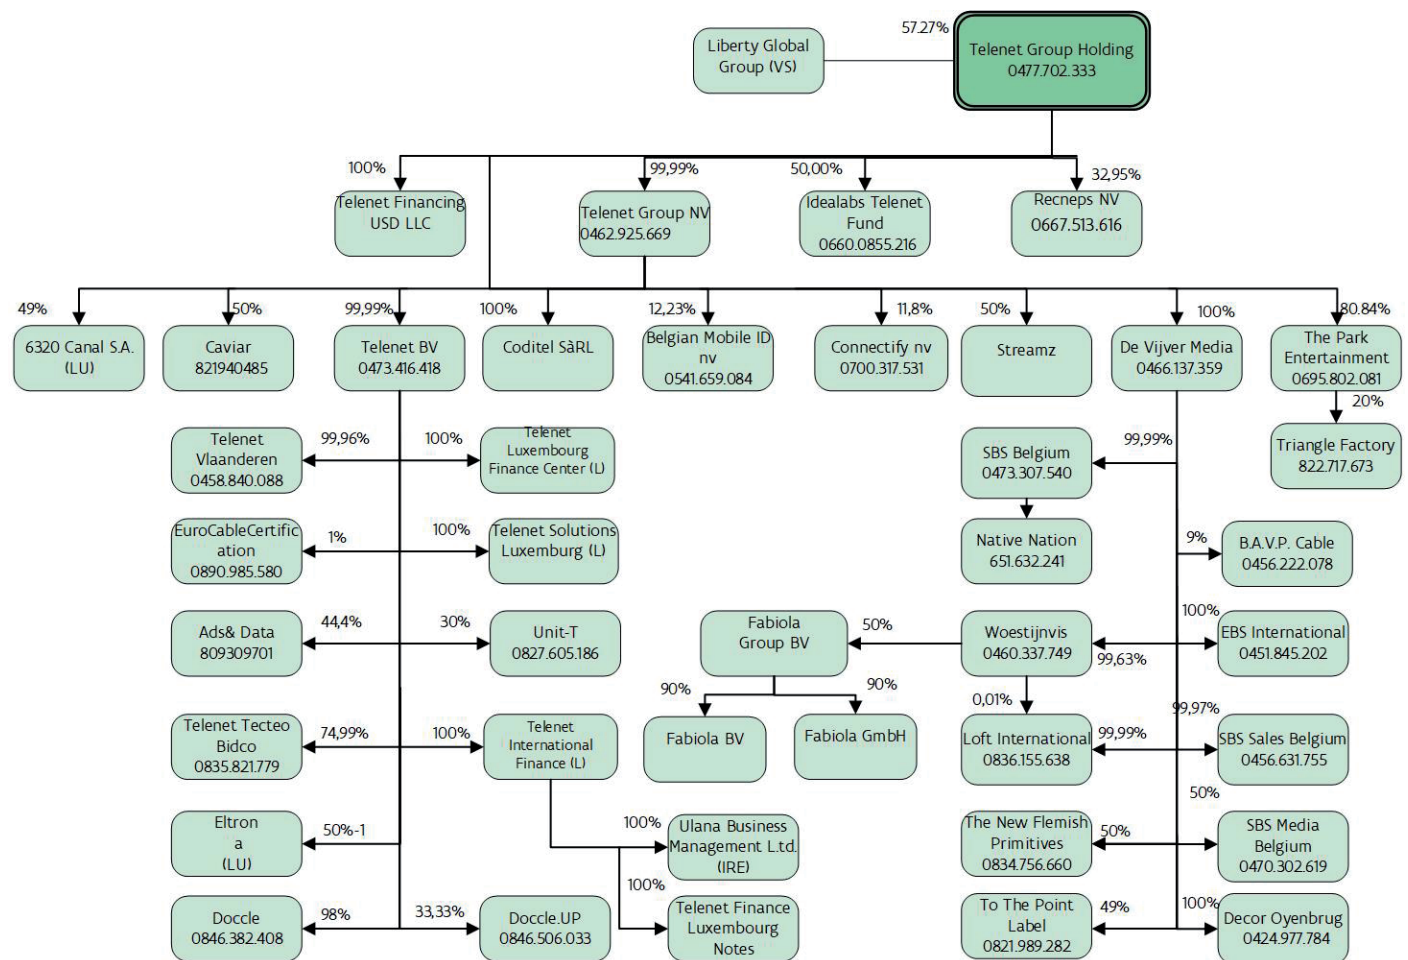 57.27%
Liberty Global
Group (VS)
Telenet Group Holding
0477.702.333
100%
99,99%
50,00%
32,95%
Telenet Financing
USD LLC
Telenet Group NV
0462.925.669
Idealabs Telenet
Fund
0660.0855.216
Recneps NV
0667.513.616
49%
50%
99,99%
100%
12,23%
11,8%
50%
100%
80.84%
6320 Canal S.A.
(LU)
Caviar
821940485
Telenet BV
0473.416.418
Coditel SàRL
Belgian Mobile ID
nv
0541.659.084
Connectify nv
0700.317.531
Streamz
De Vijver Media
0466.137.359
The Park
Entertainment
0695.802.081
20%
Triangle Factory
822.717.673
Telenet
Vlaanderen
0458.840.088
99,96%
100%
Telenet
Luxembourg
Finance Center (L)
SBS Belgium
0473.307.540
99,99%
EuroCableCertific
ation
0890.985.580
1%
100%
Telenet Solutions
Luxemburg (L)
Native Nation
651.632.241
9%
B.A.V.P. Cable
0456.222.078
Ads& Data
809309701
44,4%
30%
Unit-T
0827.605.186
Fabiola
Group BV
50%
Woestijnvis
0460.337.749
99,63%
100%
EBS International
0451.845.202
90%
90%
0,01%
99,97%
Telenet Tecteo
Bidco
0835.821.779
74,99%
100%
Telenet
International
Finance (L)
Fabiola BV
Fabiola GmbH
Loft International
0836.155.638
99,99%
SBS Sales Belgium
0456.631.755
50%
Eltron
a
(LU)
50%-1
100%
Ulana Business
Management L.td.
(IRE)
The New Flemish
Primitives
0834.756.660
50%
SBS Media
Belgium
0470.302.619
Doccle
0846.382.408
98%
33,33%
Doccle.UP
0846.506.033
100%
Telenet Finance
Luxembourg
Notes
To The Point
Label
0821.989.282
49%
100%
Decor Oyenbrug
0424.977.784